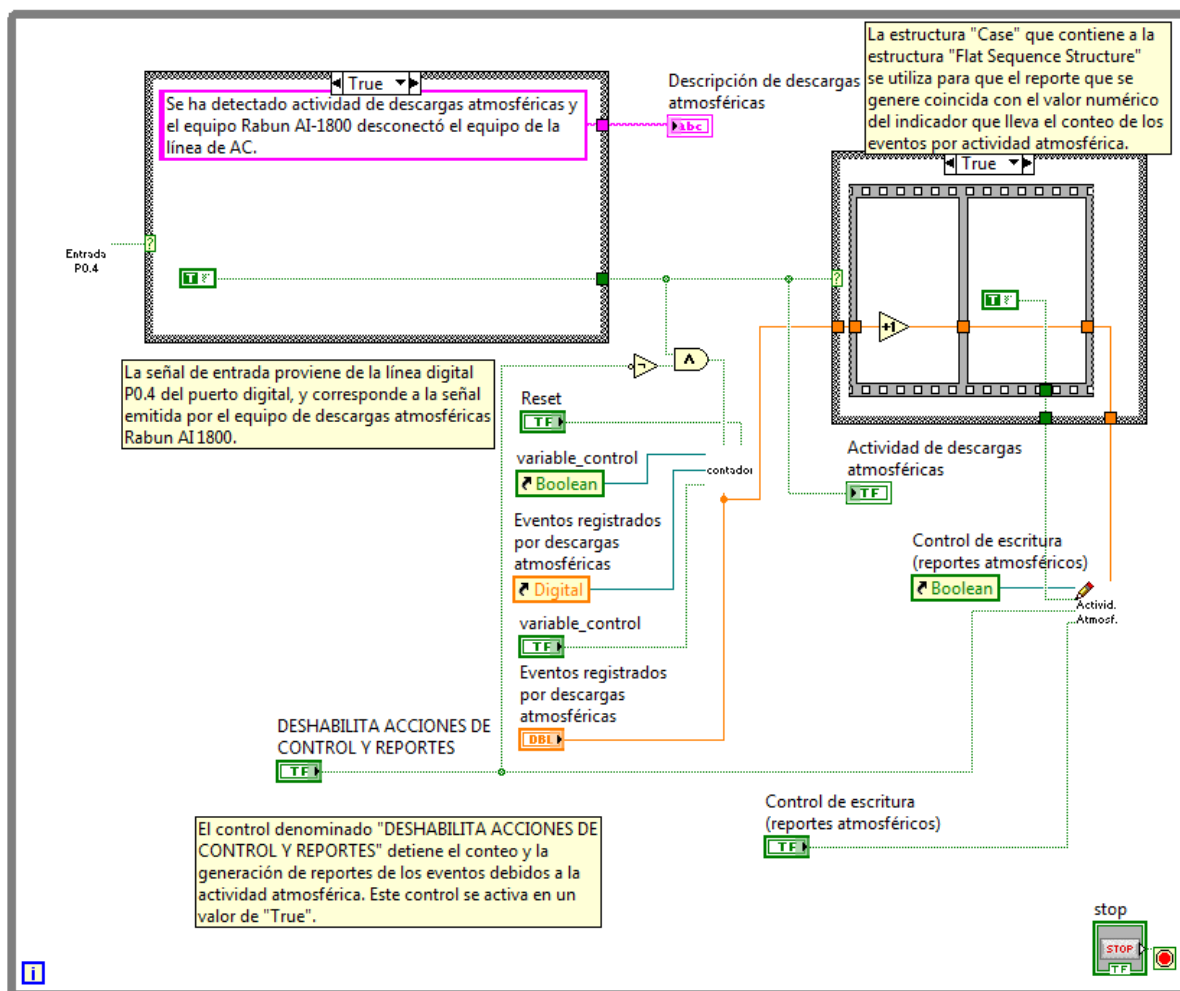 La estructura "Case" que contiene a la
estructura "Flat Sequence Structure"
se utiliza para que el reporte que se
genere coincida con el valor numérico
del indicador que lleva el conteo de los
eventos por actividad atmosférica.
True
Se ha detectado actividad de descargas atmosféricas y
el equipo Rabun AI-1800 desconectó el equipo de la
línea de AC.
Descripción de descargas
atmosféricas
abc
True
Entrada
P0.4
?
T F
?
T F
+1
La señal de entrada proviene de la línea digital
P0.4 del puerto digital, y corresponde a la señal
emitida por el equipo de descargas atmosféricas
Rabun AI 1800.
Reset
TF
variable_control
Boolean
contador
Actividad de descargas
atmosféricas
TF
Eventos registrados
por descargas
atmosféricas
Digital
Control de escritura
(reportes atmosféricos)
Boolean
Activid.
Atmosf.
variable_control
TF
Eventos registrados
por descargas
atmosféricas
DBL
DESHABILITA ACCIONES DE
CONTROL Y REPORTES
TF
Control de escritura
(reportes atmosféricos)
TF
El control denominado "DESHABILITA ACCIONES DE
CONTROL Y REPORTES" detiene el conteo y la
generación de reportes de los eventos debidos a la
actividad atmosférica. Este control se activa en un
valor de "True".
stop
STOP
TF
i